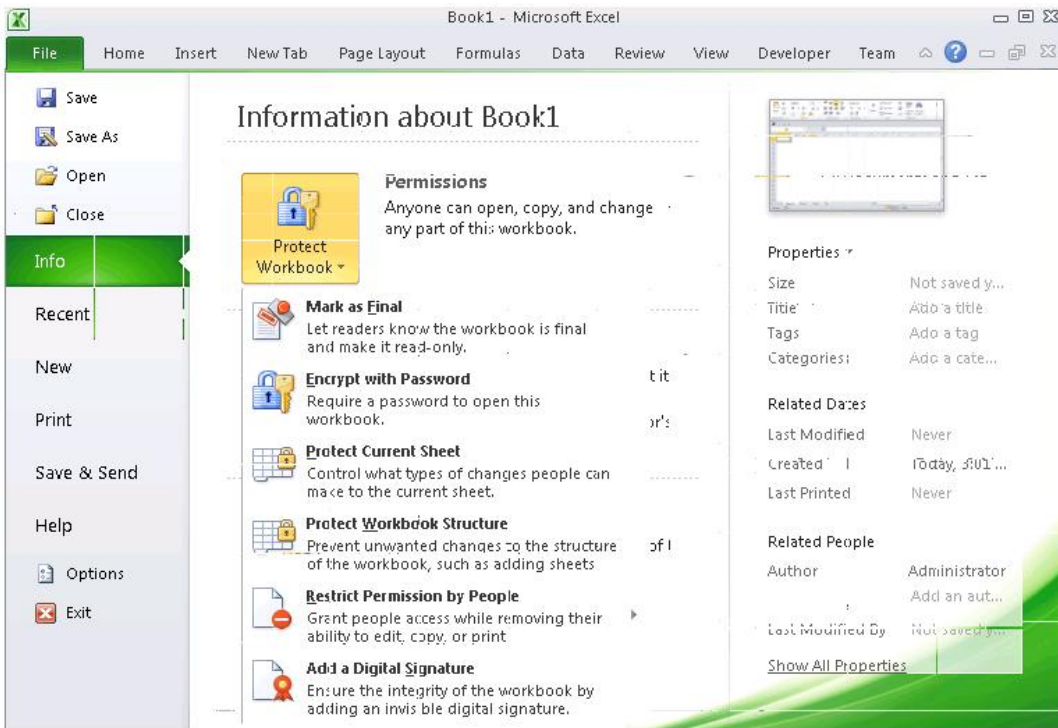 Book1 - Microsoft Excel
File Home Insert New Tab Page Layout Formulas Data Review View Developer Team
Save
Save As
Open
Close
Info
Recent
New
Print
Save & Send
Help
Options
Exit
Information about Book1
Protect
Workbook
Permissions
Anyone can open, copy, and change
any part of this workbook.
Mark as Final
Let readers know the workbook is final
and make it read-only.
Encrypt with Password
Require a password to open this
workbook.
Protect Current Sheet
Control what types of changes people can
make to the current sheet.
Protect Workbook Structure
Prevent unwanted changes to the structure
of the workbook, such as adding sheets
Restrict Permission by People
Grant people access while removing their
ability to edit, copy, or print
Add a Digital Signature
Ensure the integrity of the workbook by
adding an invisible digital signature.
t it
or's
of
Properties
Size Not saved y...
Title Add a title
Tags Add a tag
Categories Add a cate...
Related Dates
Last Modified Never
Created Today, 3:01...
Last Printed Never
Related People
Author Administrator
Add an aut...
Last Modified By Not saved y...
Show All Properties